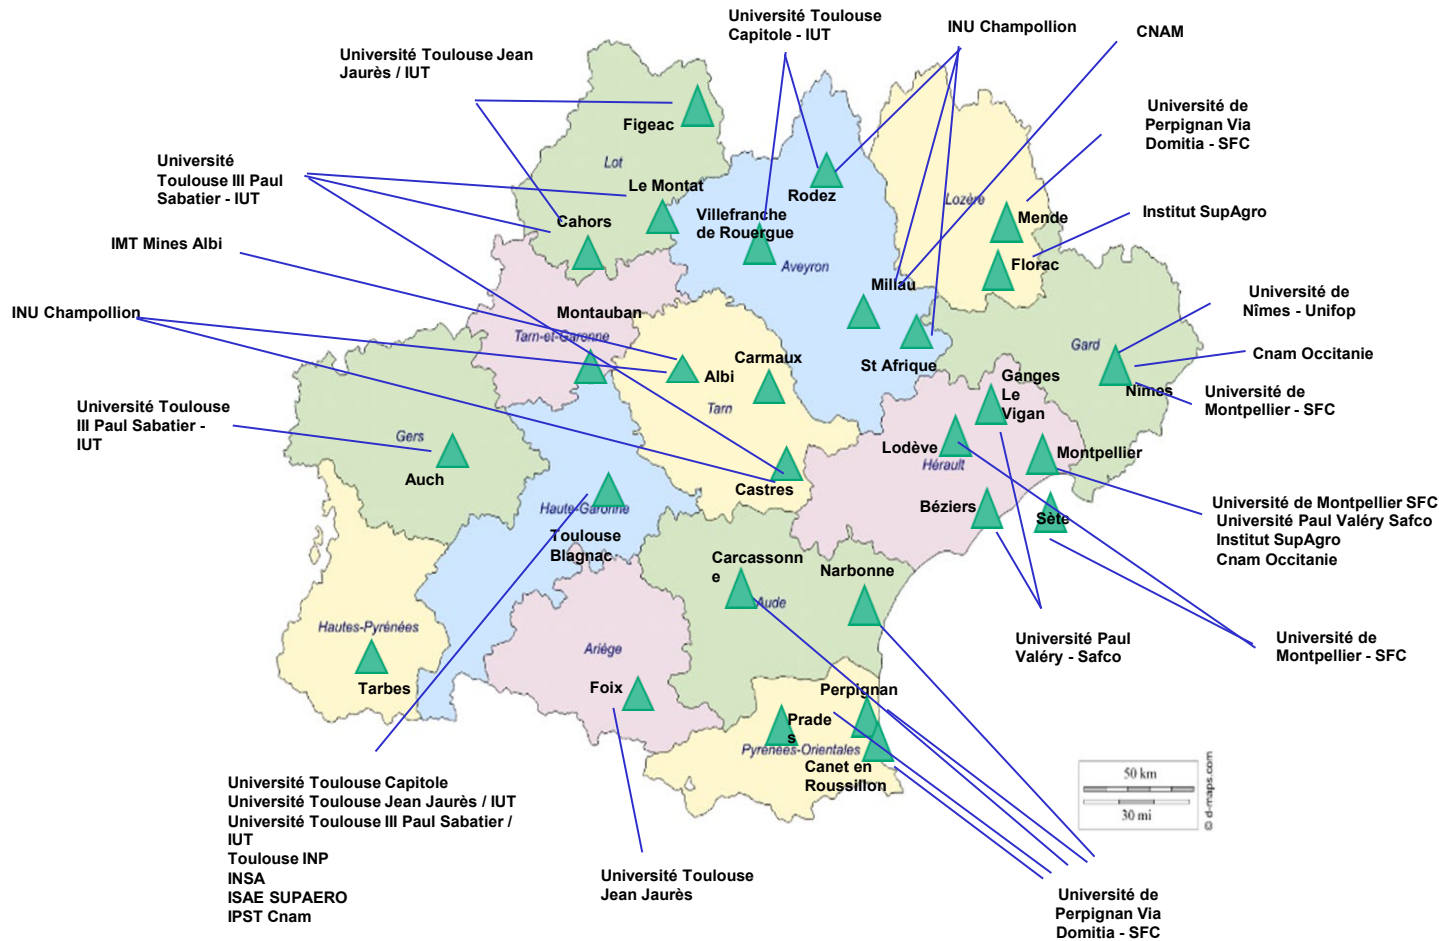 Université Toulouse
Capitole - IUT
INU Champollion
CNAM
Université Toulouse Jean
Jaurès / IUT
Université de
Perpignan Via
Domitia - SFC
Figeac
Lot
Université
Toulouse III Paul
Sabatier - IUT
Le Montat
Rodez
Lozère
Cahors
Villefranche
de Rouergue
Mende
Institut SupAgro
IMT Mines Albi
Aveyron
Florac
Millau
INU Champollion
Montauban
Université de
Nîmes - Unifop
Tarn-et-Garonne
Gard
Cnam Occitanie
Carmaux
St Afrique
Albi
Ganges
Le
Vigan
Nîmes
Université de
Montpellier - SFC
Université Toulouse
III Paul Sabatier -
IUT
Tarn
Gers
Lodève
Hérault
Montpellier
Auch
Castres
Béziers
Sète
Haute-Garonne
Université de Montpellier SFC
Université Paul Valéry Safco
Institut SupAgro
Cnam Occitanie
Toulouse
Blagnac
Carcassonn
e
Narbonne
Aude
Hautes-Pyrénées
Ariège
Université Paul
Valéry - Safco
Université de
Montpellier - SFC
Tarbes
Foix
Perpignan
Prade
s
Pyrénées-Orientales
Canet en
Roussillon
50 km
30 mi
© d-maps.com
Université Toulouse Capitole
Université Toulouse Jean Jaurès / IUT
Université Toulouse III Paul Sabatier /
IUT
Toulouse INP
INSA
ISAE SUPAERO
IPST Cnam
Université Toulouse
Jean Jaurès
Université de
Perpignan Via
Domitia - SFC